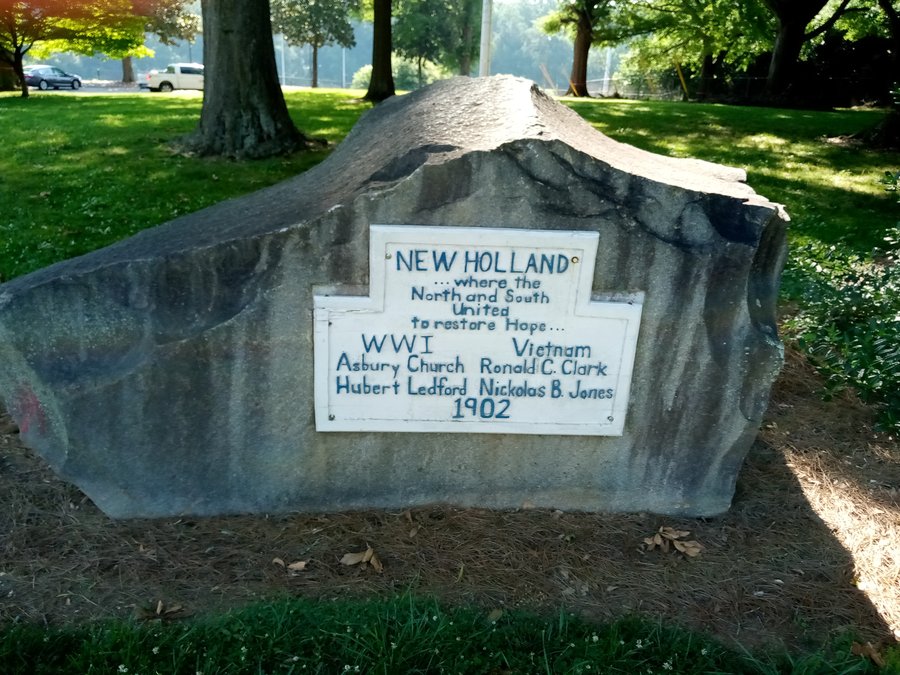 NEW HOLLAND
...where the
North and South
United
to restore Hope...
WWI Vietnam
Asbury Church Ronald C. Clark
Hubert Ledford Nickolas B. Jones
1902